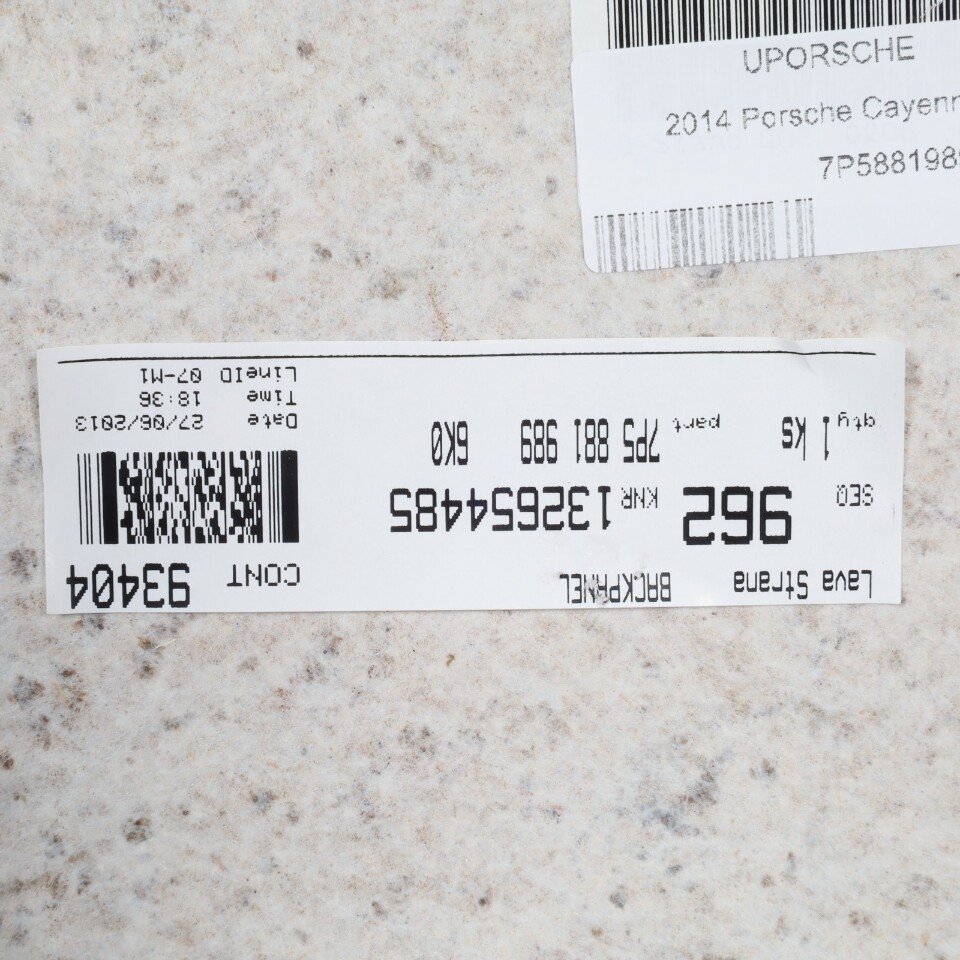 UPORSCHE
2014 Porsche Cayenn
7P588198
Lava Strana BACKPANEL CONT 93404
SEQ 962 KNR 132654485
qty 1 ks part 7P5 881 989 6K0
Date 27/06/2013
Time 18:36
LineID 07-M1